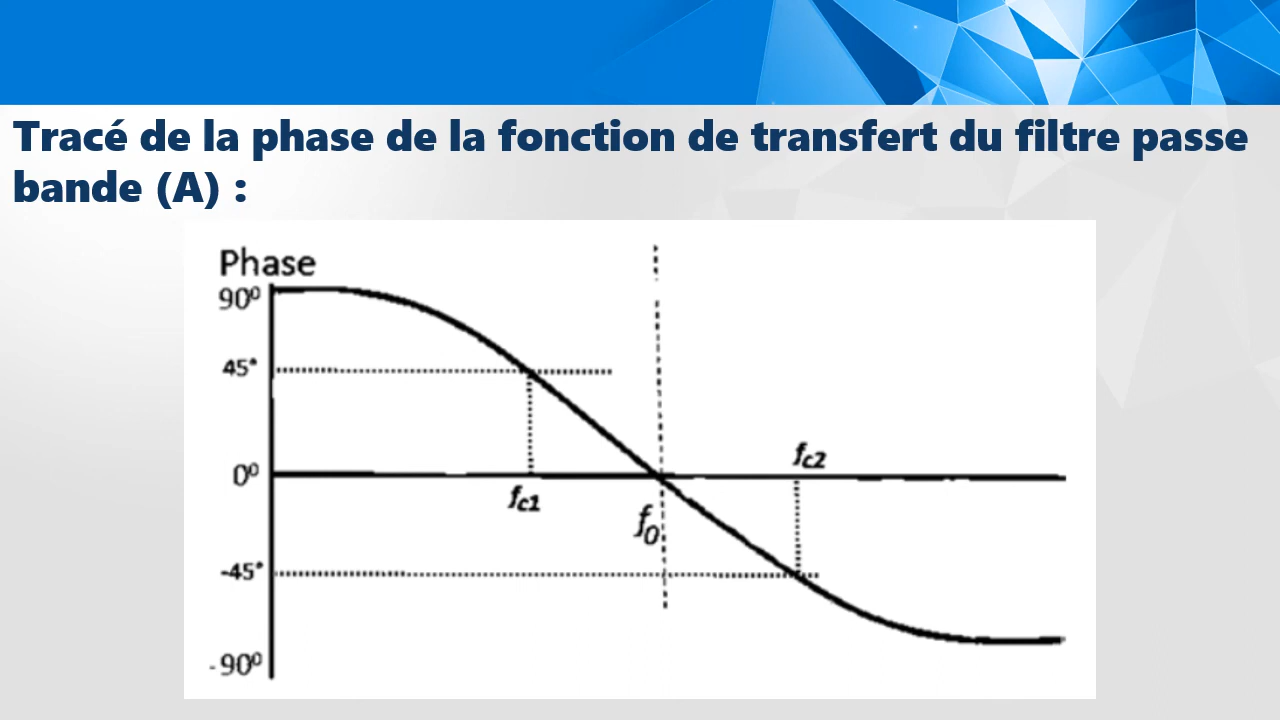 Tracé de la phase de la fonction de transfert du filtre passe
bande (A) :
Phase
90⁰
45°
fc2
0⁰
fc1
f0
-45°
-90⁰